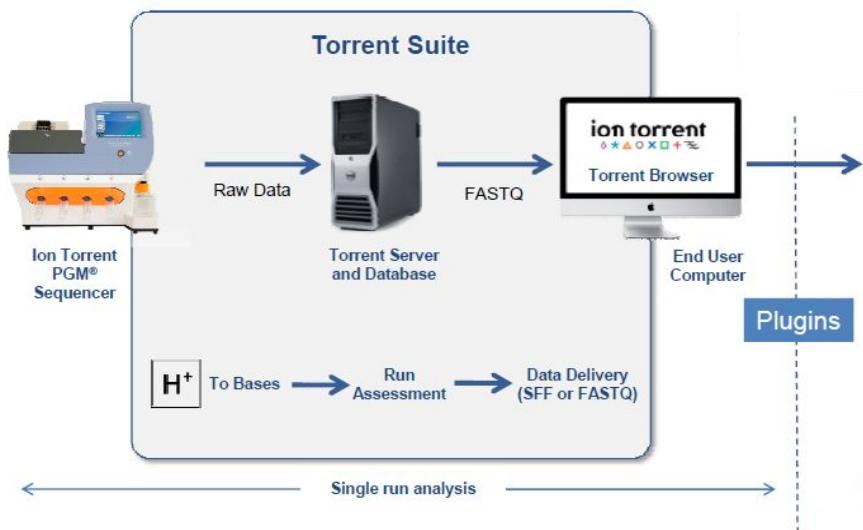 Torrent Suite
ion torrent
Torrent Browser
Raw Data
FASTQ
Ion Torrent
PGM®
Sequencer
Torrent Server
and Database
End User
Computer
Plugins
H+
To Bases
Run
Assessment
Data Delivery
(SFF or FASTQ)
Single run analysis